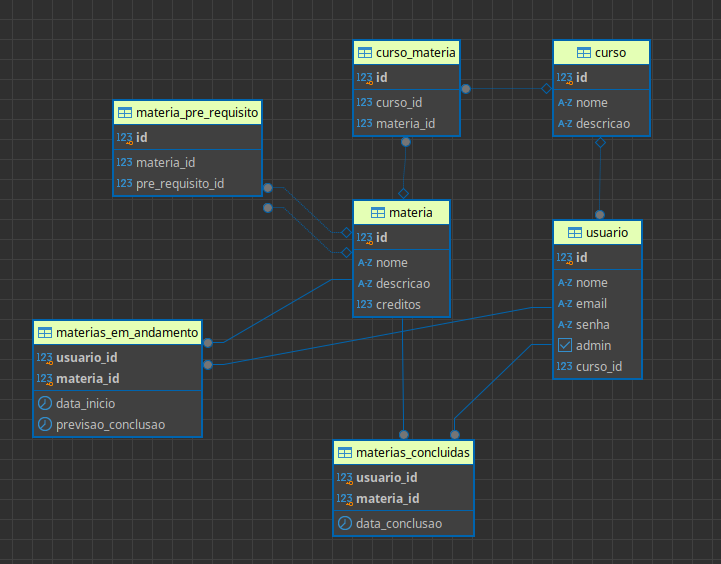 curso_materia
123 id
123 curso_id
123 materia_id
curso
123 id
A-Z nome
A-Z descricao
materia_pre_requisito
123 id
123 materia_id
123 pre_requisito_id
materia
123 id
A-Z nome
A-Z descricao
123 creditos
usuario
123 id
A-Z nome
A-Z email
A-Z senha
admin
123 curso_id
materias_em_andamento
123 usuario_id
123 materia_id
data_inicio
previsao_conclusao
materias_concluidas
123 usuario_id
123 materia_id
data_conclusao